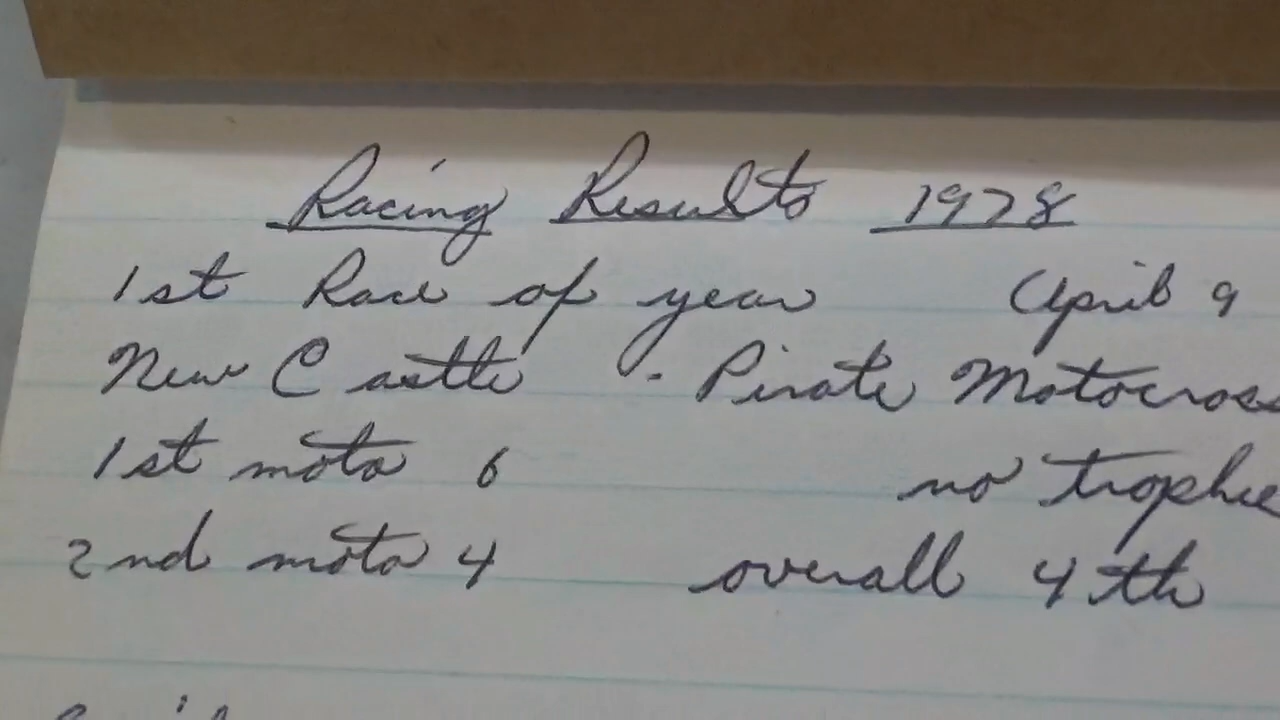 Racing Results 1978
1st Race of year April 9
New Castle - Pirate Motocross
1st moto 6 no trophie
2nd moto 4 overall 4th